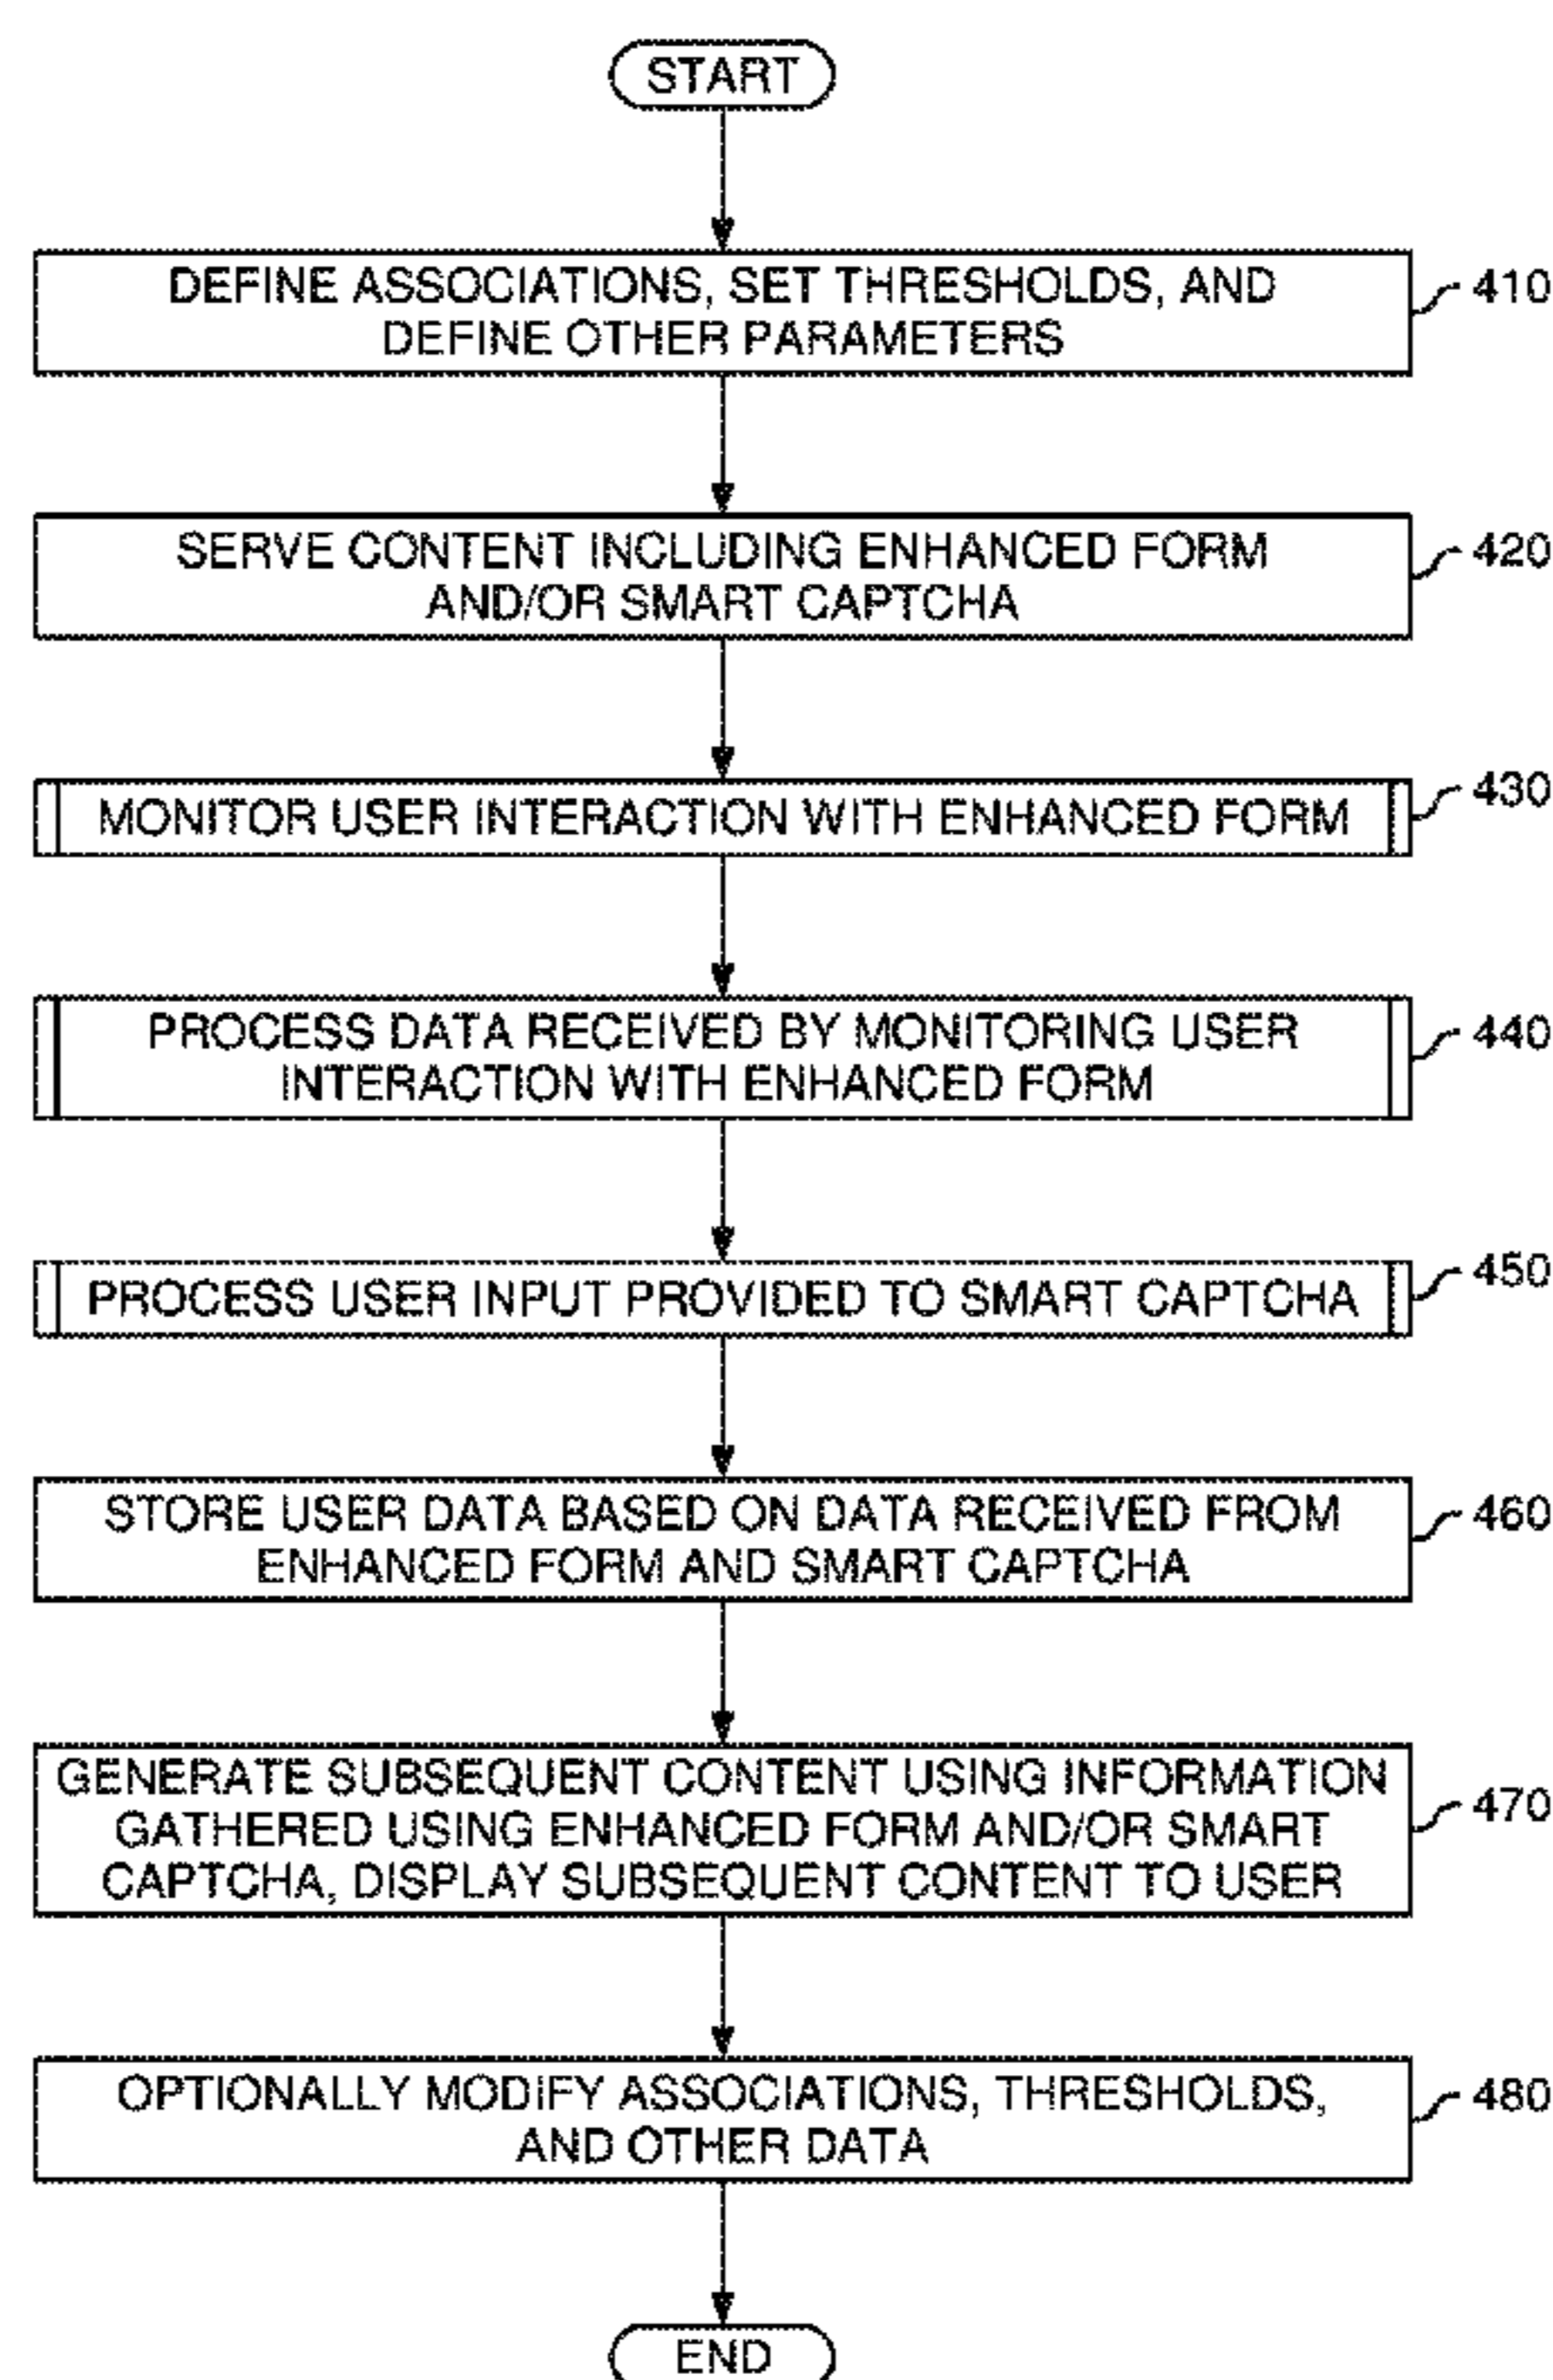 START
DEFINE ASSOCIATIONS, SET THRESHOLDS, AND
DEFINE OTHER PARAMETERS
410
SERVE CONTENT INCLUDING ENHANCED FORM
AND/OR SMART CAPTCHA
420
MONITOR USER INTERACTION WITH ENHANCED FORM
430
PROCESS DATA RECEIVED BY MONITORING USER
INTERACTION WITH ENHANCED FORM
440
PROCESS USER INPUT PROVIDED TO SMART CAPTCHA
450
STORE USER DATA BASED ON DATA RECEIVED FROM
ENHANCED FORM AND SMART CAPTCHA
460
GENERATE SUBSEQUENT CONTENT USING INFORMATION
GATHERED USING ENHANCED FORM AND/OR SMART
CAPTCHA, DISPLAY SUBSEQUENT CONTENT TO USER
470
OPTIONALLY MODIFY ASSOCIATIONS, THRESHOLDS,
AND OTHER DATA
480
END